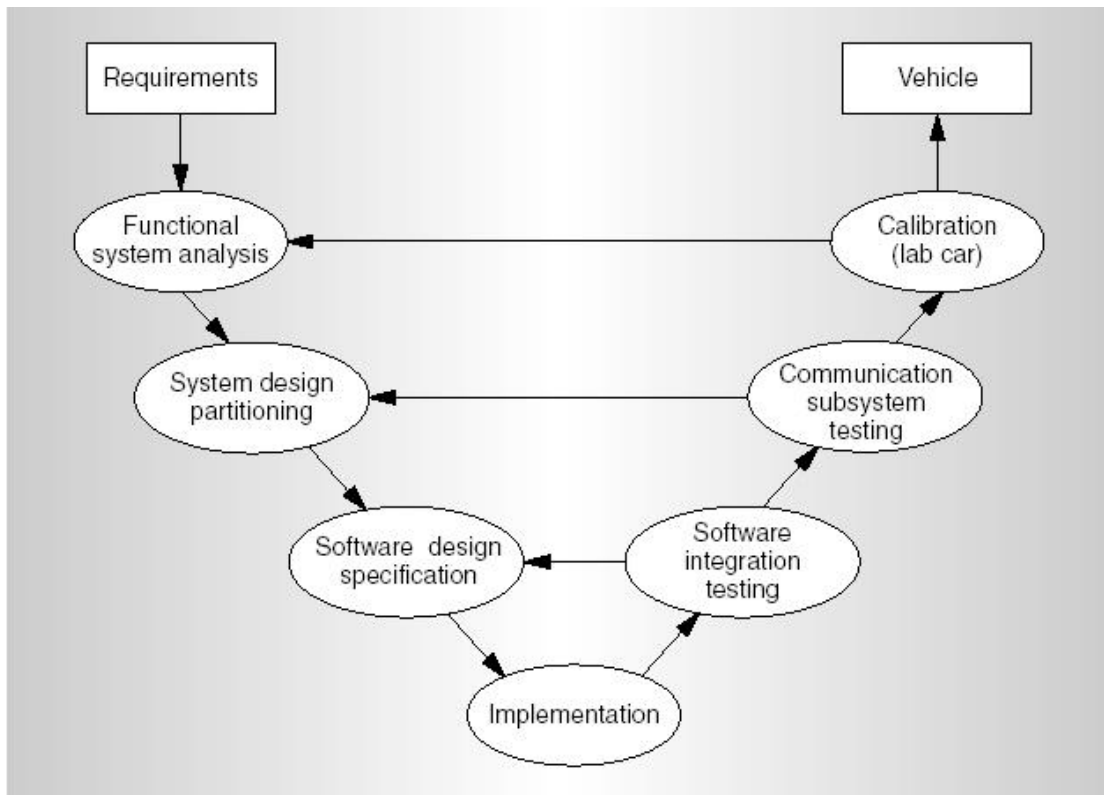 Requirements
Vehicle
Functional
system analysis
Calibration
(lab car)
System design
partitioning
Communication
subsystem
testing
Software design
specification
Software
integration
testing
Implementation